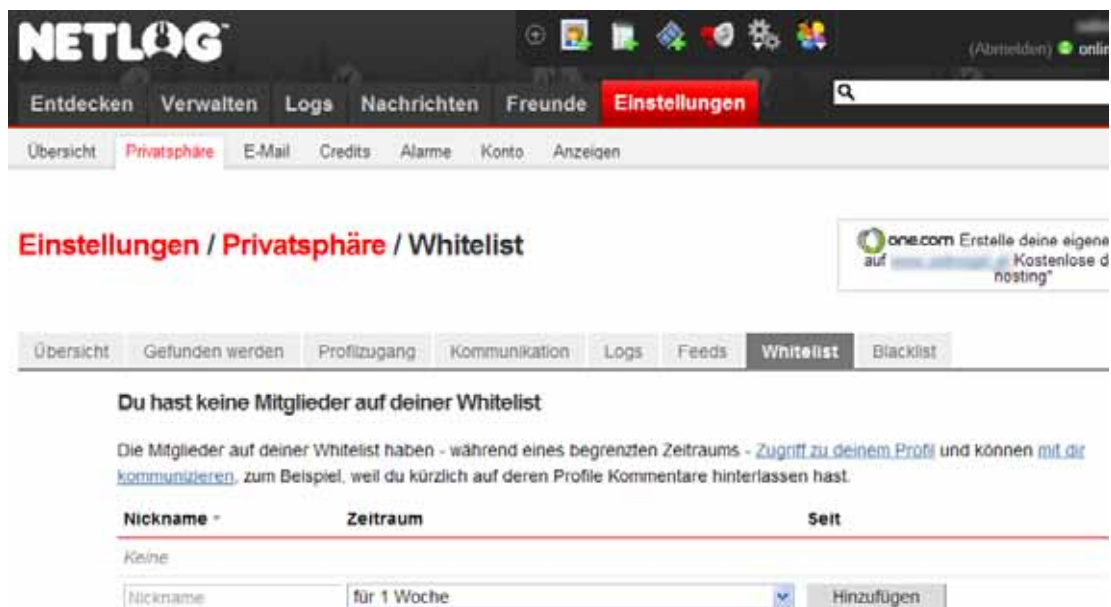 NETLOG
(Abmelden) onlin
Entdecken Verwalten Logs Nachrichten Freunde Einstellungen
Übersicht Privatsphäre E-Mail Credits Alarme Konto Anzeigen
Einstellungen / Privatsphäre / Whitelist
one.com Erstelle deine eigene
auf Kostenlose d
hosting"
Übersicht Gefunden werden Profilzugang Kommunikation Logs Feeds Whitelist Blacklist
Du hast keine Mitglieder auf deiner Whitelist
Die Mitglieder auf deiner Whitelist haben - während eines begrenzten Zeitraums - Zugriff zu deinem Profil und können mit dir
kommunizieren, zum Beispiel, weil du kürzlich auf deren Profile Kommentare hinterlassen hast.
Nickname Zeitraum Seit
Keine
Nickname für 1 Woche Hinzufügen